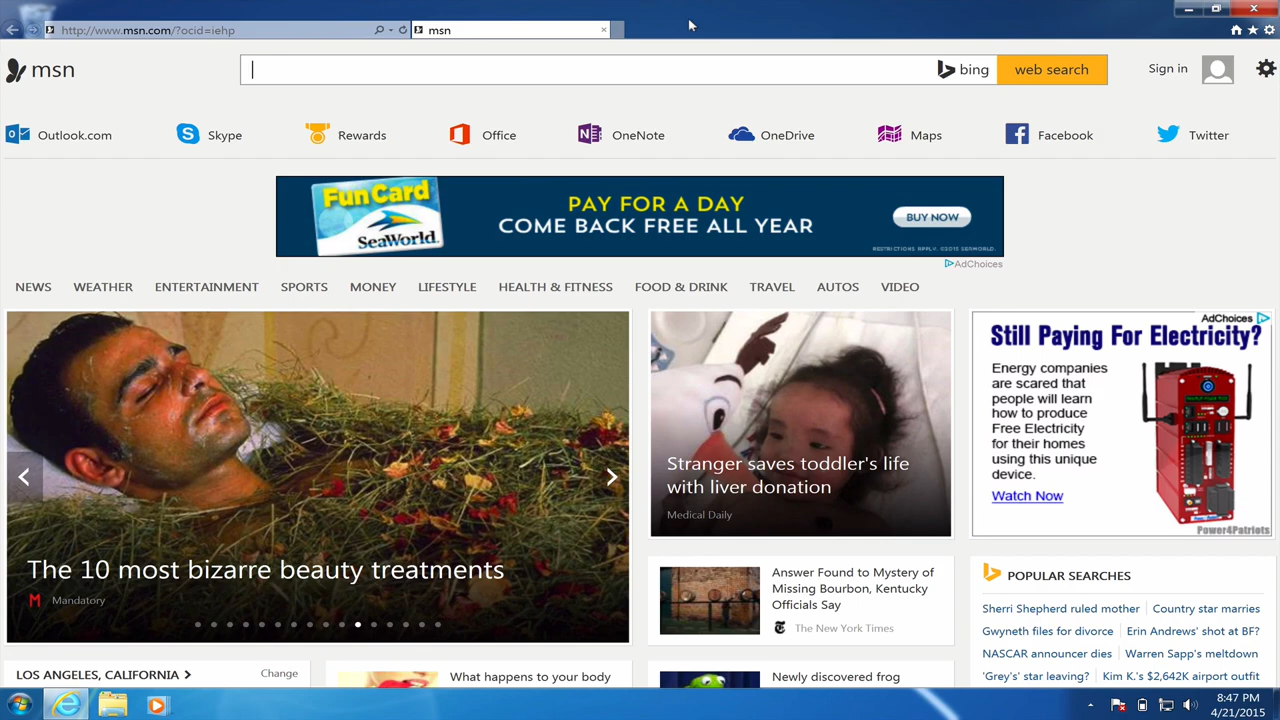 http://www.msn.com/?ocid=iehp
msn
msn
bing
web search
Sign in
Outlook.com
Skype
Rewards
Office
OneNote
OneDrive
Maps
Facebook
Twitter
Fun Card
SeaWorld.
PAY FOR A DAY
COME BACK FREE ALL YEAR
BUY NOW
RESTRICTIONS APPLY. ©2015 SEAWORLD.
AdChoices
NEWS
WEATHER
ENTERTAINMENT
SPORTS
MONEY
LIFESTYLE
HEALTH & FITNESS
FOOD & DRINK
TRAVEL
AUTOS
VIDEO
The 10 most bizarre beauty treatments
Mandatory
Stranger saves toddler's life
with liver donation
Medical Daily
AdChoices
Still Paying For Electricity?
Energy companies
are scared that
people will learn
how to produce
Free Electricity
for their homes
using this unique
device.
Watch Now
Power4Patriots
Answer Found to Mystery of
Missing Bourbon, Kentucky
Officials Say
The New York Times
POPULAR SEARCHES
Sherri Shepherd ruled mother
Country star marries
Gwyneth files for divorce
Erin Andrews' shot at BF?
NASCAR announcer dies
Warren Sapp's meltdown
'Grey's' star leaving?
Kim K.'s $2,642K airport outfit
LOS ANGELES, CALIFORNIA
Change
What happens to your body
Newly discovered frog
8:47 PM
4/21/2015